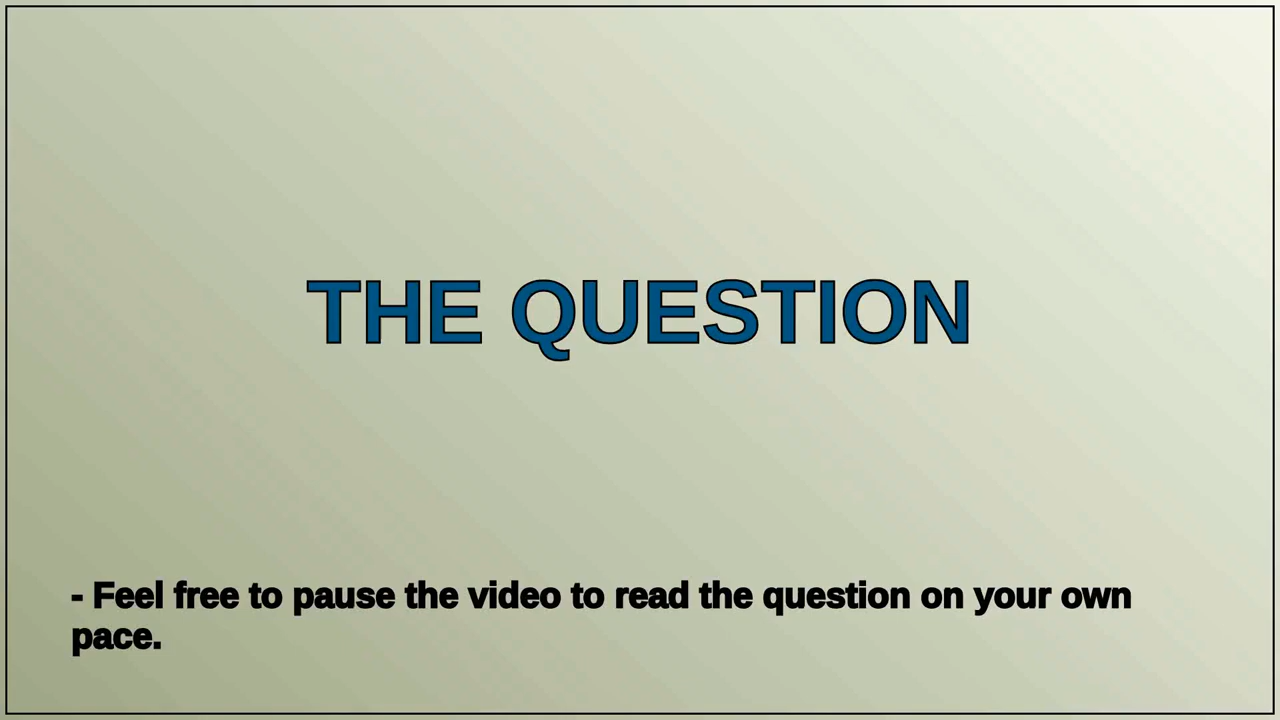 THE QUESTION
- Feel free to pause the video to read the question on your own
pace.